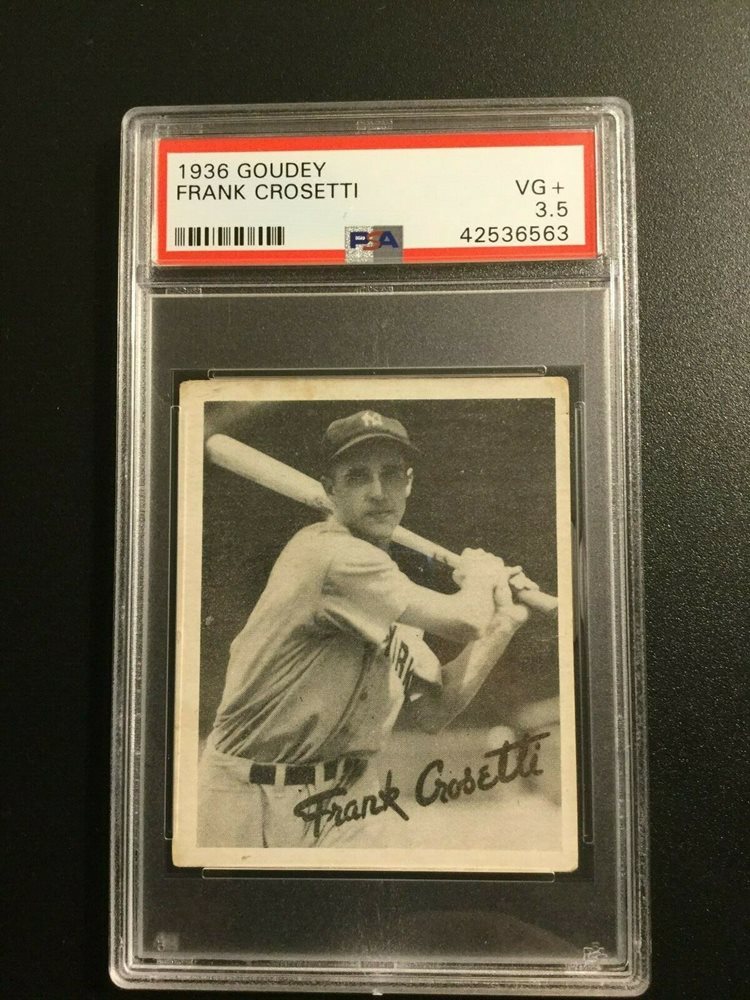 1936 GOUDEY
FRANK CROSETTI
VG+
3.5
PSA
42536563
Frank Crosetti